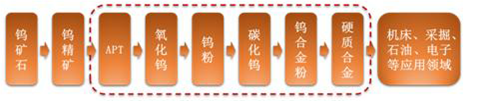 钨矿石
钨精矿
APT
氧化钨
钨粉
碳化钨
钨合金粉
硬质合金
机床、采掘、
石油、电子
等应用领域